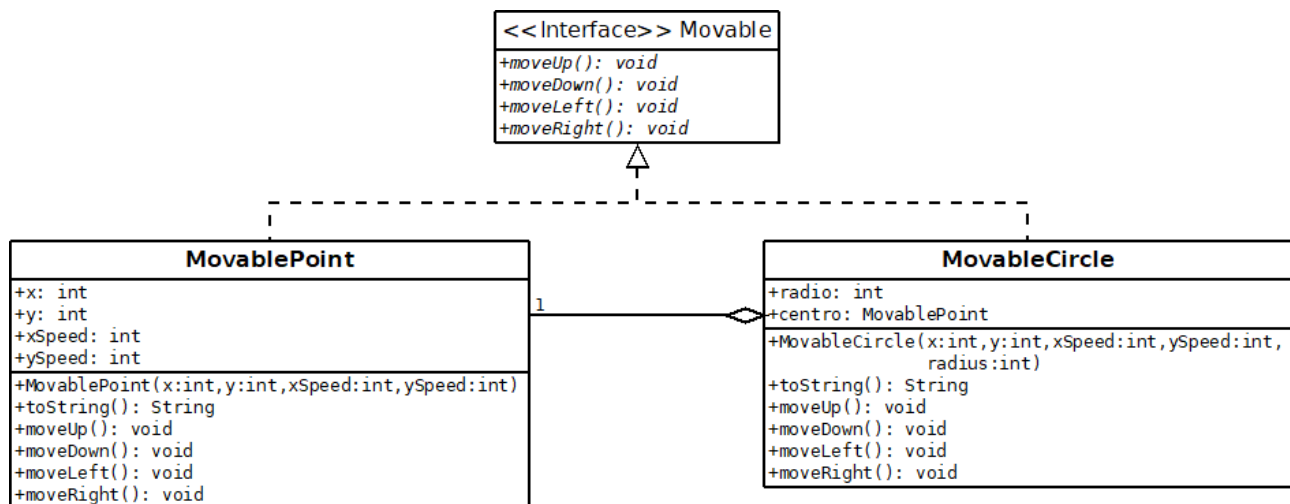 <<Interface>> Movable
+moveUp(): void
+moveDown(): void
+moveLeft(): void
+moveRight(): void
MovablePoint
+x: int
+y: int
+xSpeed: int
+ySpeed: int
+MovablePoint(x:int,y:int,xSpeed:int,ySpeed:int)
+toString(): String
+moveUp(): void
+moveDown(): void
+moveLeft(): void
+moveRight(): void
1
MovableCircle
+radio: int
+centro: MovablePoint
+MovableCircle(x:int,y:int,xSpeed:int,ySpeed:int,
radius:int)
+toString(): String
+moveUp(): void
+moveDown(): void
+moveLeft(): void
+moveRight(): void